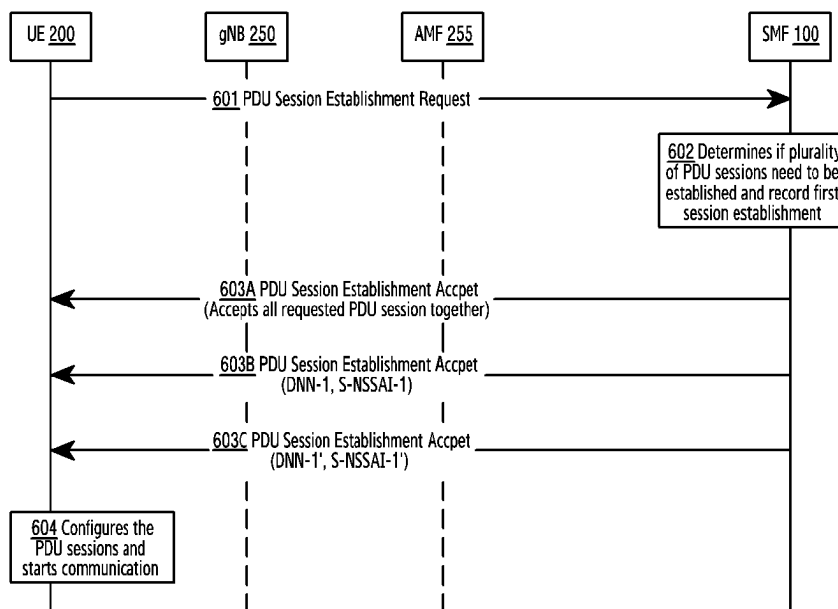 UE 200
gNB 250
AMF 255
SMF 100
601 PDU Session Establishment Request
602 Determines if plurality
of PDU sessions need to be
established and record first
session establishment
603A PDU Session Establishment Accpet
(Accepts all requested PDU session together)
603B PDU Session Establishment Accpet
(DNN-1, S-NSSAI-1)
603C PDU Session Establishment Accpet
(DNN-1', S-NSSAI-1')
604 Configures the
PDU sessions and
starts communication